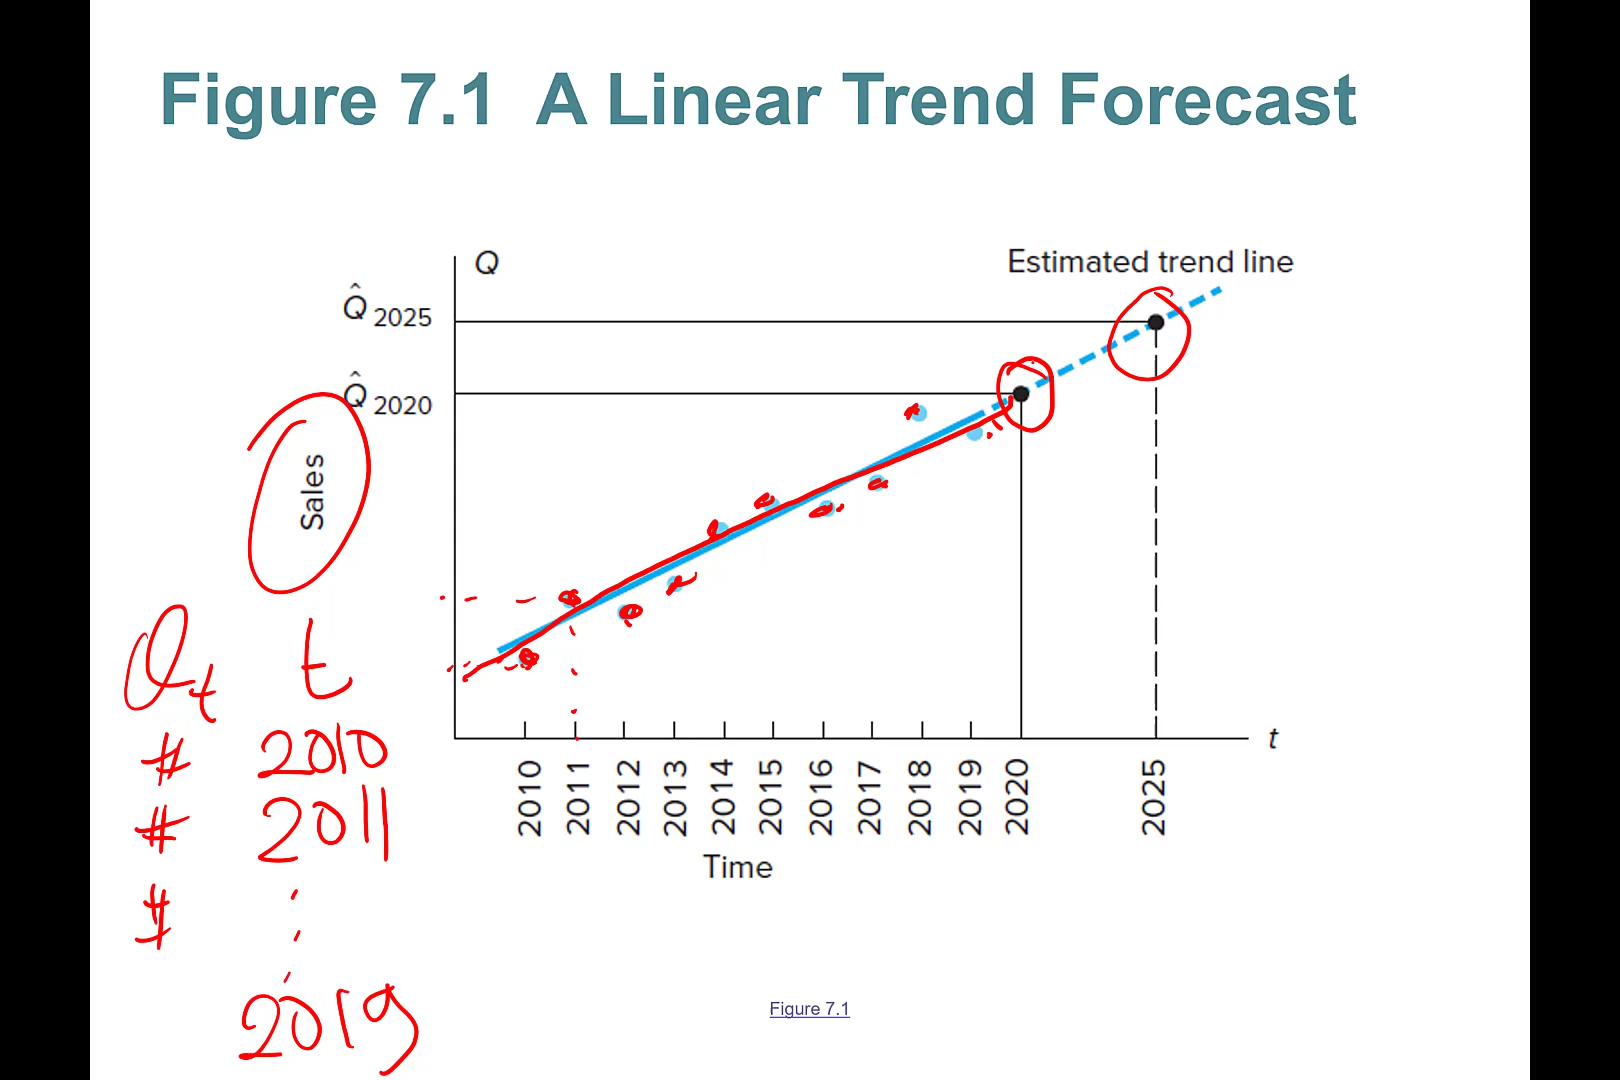 Figure 7.1 A Linear Trend Forecast
Q
Estimated trend line
Q̂ 2025
Q̂ 2020
Sales
Qt t
# 2010
# 2011
#
2019
t
2010 2011 2012 2013 2014 2015 2016 2017 2018 2019 2020 2025
Time
Figure 7.1